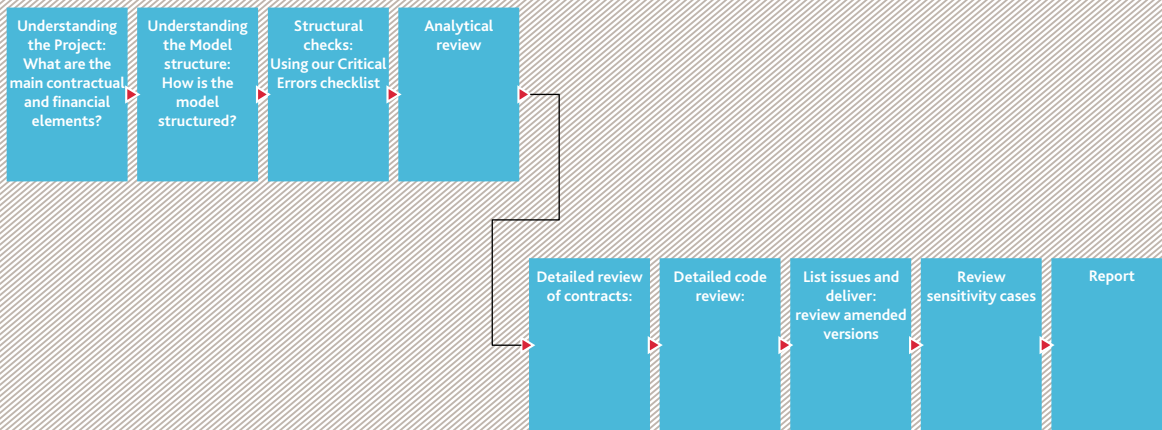 Understanding
the Project:
What are the
main contractual
and financial
elements?
Understanding
the Model
structure:
How is the
model
structured?
Structural
checks:
Using our Critical
Errors checklist
Analytical
review
Detailed review
of contracts:
Detailed code
review:
List issues and
deliver:
review amended
versions
Review
sensitivity cases
Report